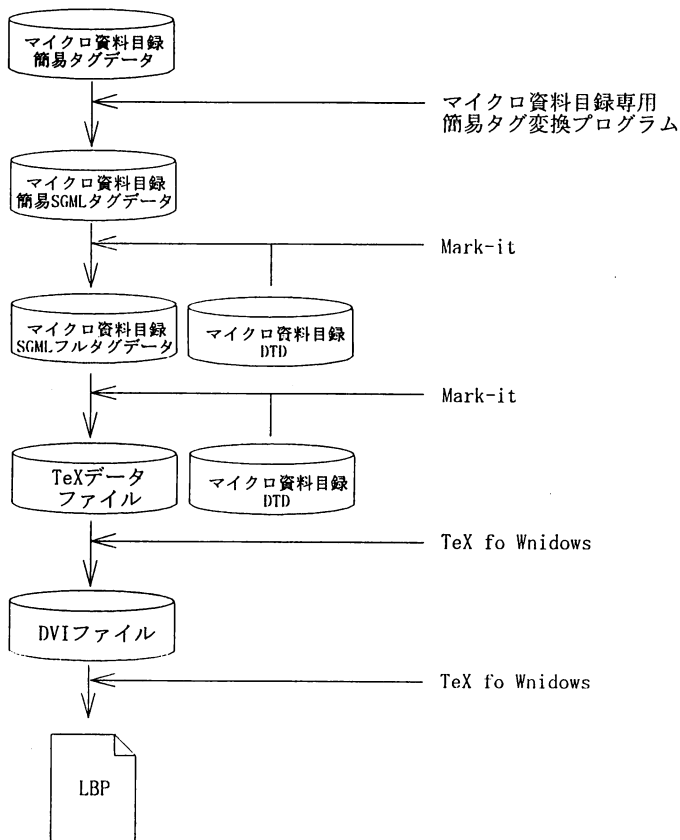 マイクロ資料目録
簡易タグデータ
マイクロ資料目録専用
簡易タグ変換プログラム
マイクロ資料目録
簡易SGMLタグデータ
Mark-it
マイクロ資料目録
SGMLフルタグデータ
マイクロ資料目録
DTD
Mark-it
TeXデータ
ファイル
マイクロ資料目録
DTD
TeX fo Wnidows
DVIファイル
TeX fo Wnidows
LBP